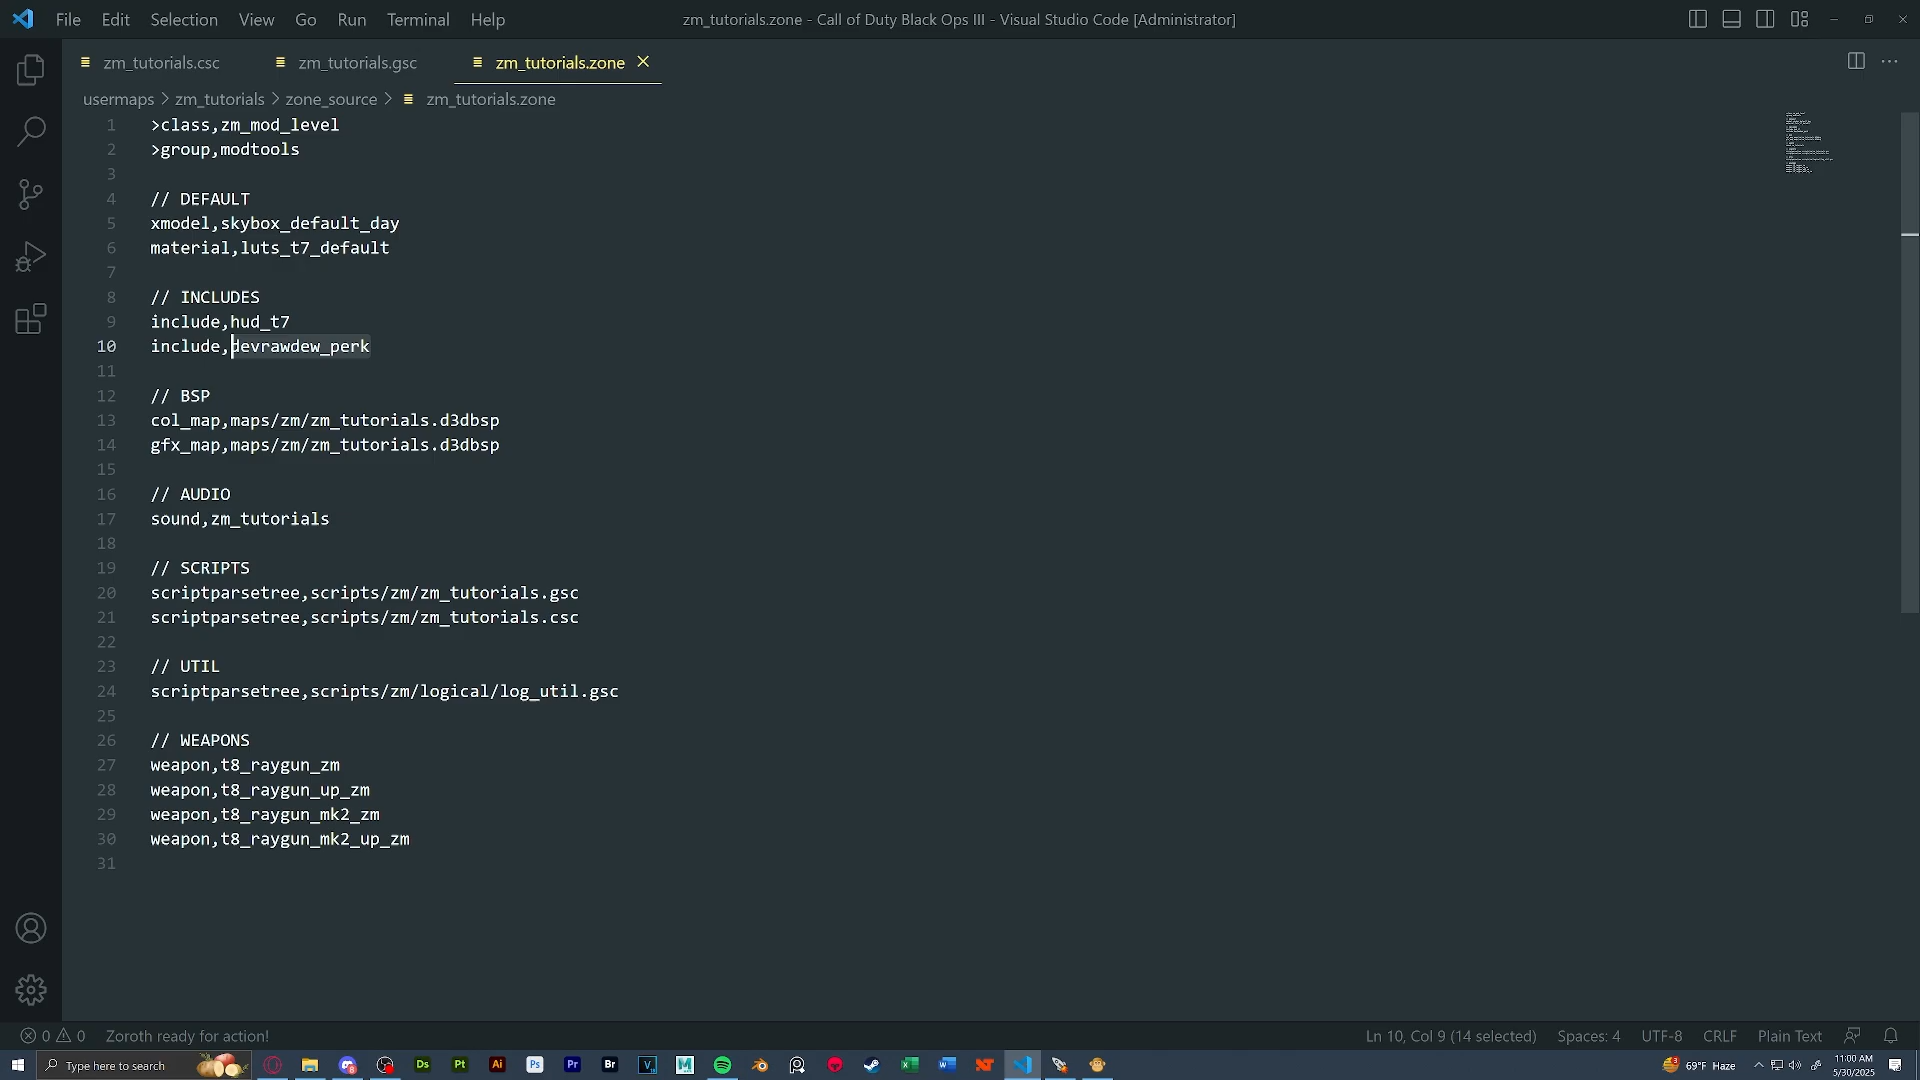 File Edit Selection View Go Run Terminal Help
zm_tutorials.zone - Call of Duty Black Ops III - Visual Studio Code [Administrator]
zm_tutorials.csc
zm_tutorials.gsc
zm_tutorials.zone
usermaps > zm_tutorials > zone_source > zm_tutorials.zone
1 >class,zm_mod_level
2 >group,modtools
3
4 // DEFAULT
5 xmodel,skybox_default_day
6 material,luts_t7_default
7
8 // INCLUDES
9 include,hud_t7
10 include,devrawdew_perk
11
12 // BSP
13 col_map,maps/zm/zm_tutorials.d3dbsp
14 gfx_map,maps/zm/zm_tutorials.d3dbsp
15
16 // AUDIO
17 sound,zm_tutorials
18
19 // SCRIPTS
20 scriptparsetree,scripts/zm/zm_tutorials.gsc
21 scriptparsetree,scripts/zm/zm_tutorials.csc
22
23 // UTIL
24 scriptparsetree,scripts/zm/logical/log_util.gsc
25
26 // WEAPONS
27 weapon,t8_raygun_zm
28 weapon,t8_raygun_up_zm
29 weapon,t8_raygun_mk2_zm
30 weapon,t8_raygun_mk2_up_zm
31
0 0 Zoroth ready for action!
Ln 10, Col 9 (14 selected) Spaces: 4 UTF-8 CRLF Plain Text
Type here to search
Ds Pt Ai Ps Pr Br
3 69°F Haze
11:00 AM
5/30/2025